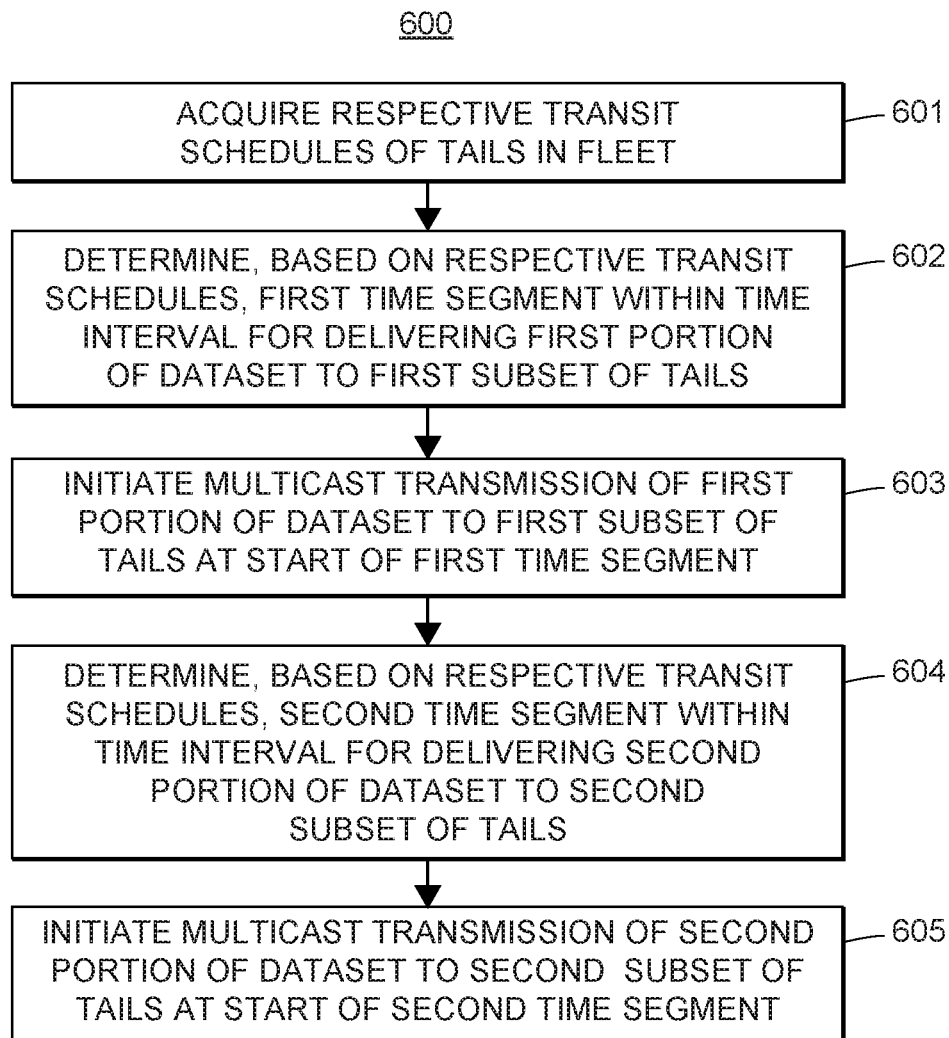 600
ACQUIRE RESPECTIVE TRANSIT
SCHEDULES OF TAILS IN FLEET
601
DETERMINE, BASED ON RESPECTIVE TRANSIT
SCHEDULES, FIRST TIME SEGMENT WITHIN TIME
INTERVAL FOR DELIVERING FIRST PORTION
OF DATASET TO FIRST SUBSET OF TAILS
602
INITIATE MULTICAST TRANSMISSION OF FIRST
PORTION OF DATASET TO FIRST SUBSET OF
TAILS AT START OF FIRST TIME SEGMENT
603
DETERMINE, BASED ON RESPECTIVE TRANSIT
SCHEDULES, SECOND TIME SEGMENT WITHIN
TIME INTERVAL FOR DELIVERING SECOND
PORTION OF DATASET TO SECOND
SUBSET OF TAILS
604
INITIATE MULTICAST TRANSMISSION OF SECOND
PORTION OF DATASET TO SECOND SUBSET OF
TAILS AT START OF SECOND TIME SEGMENT
605